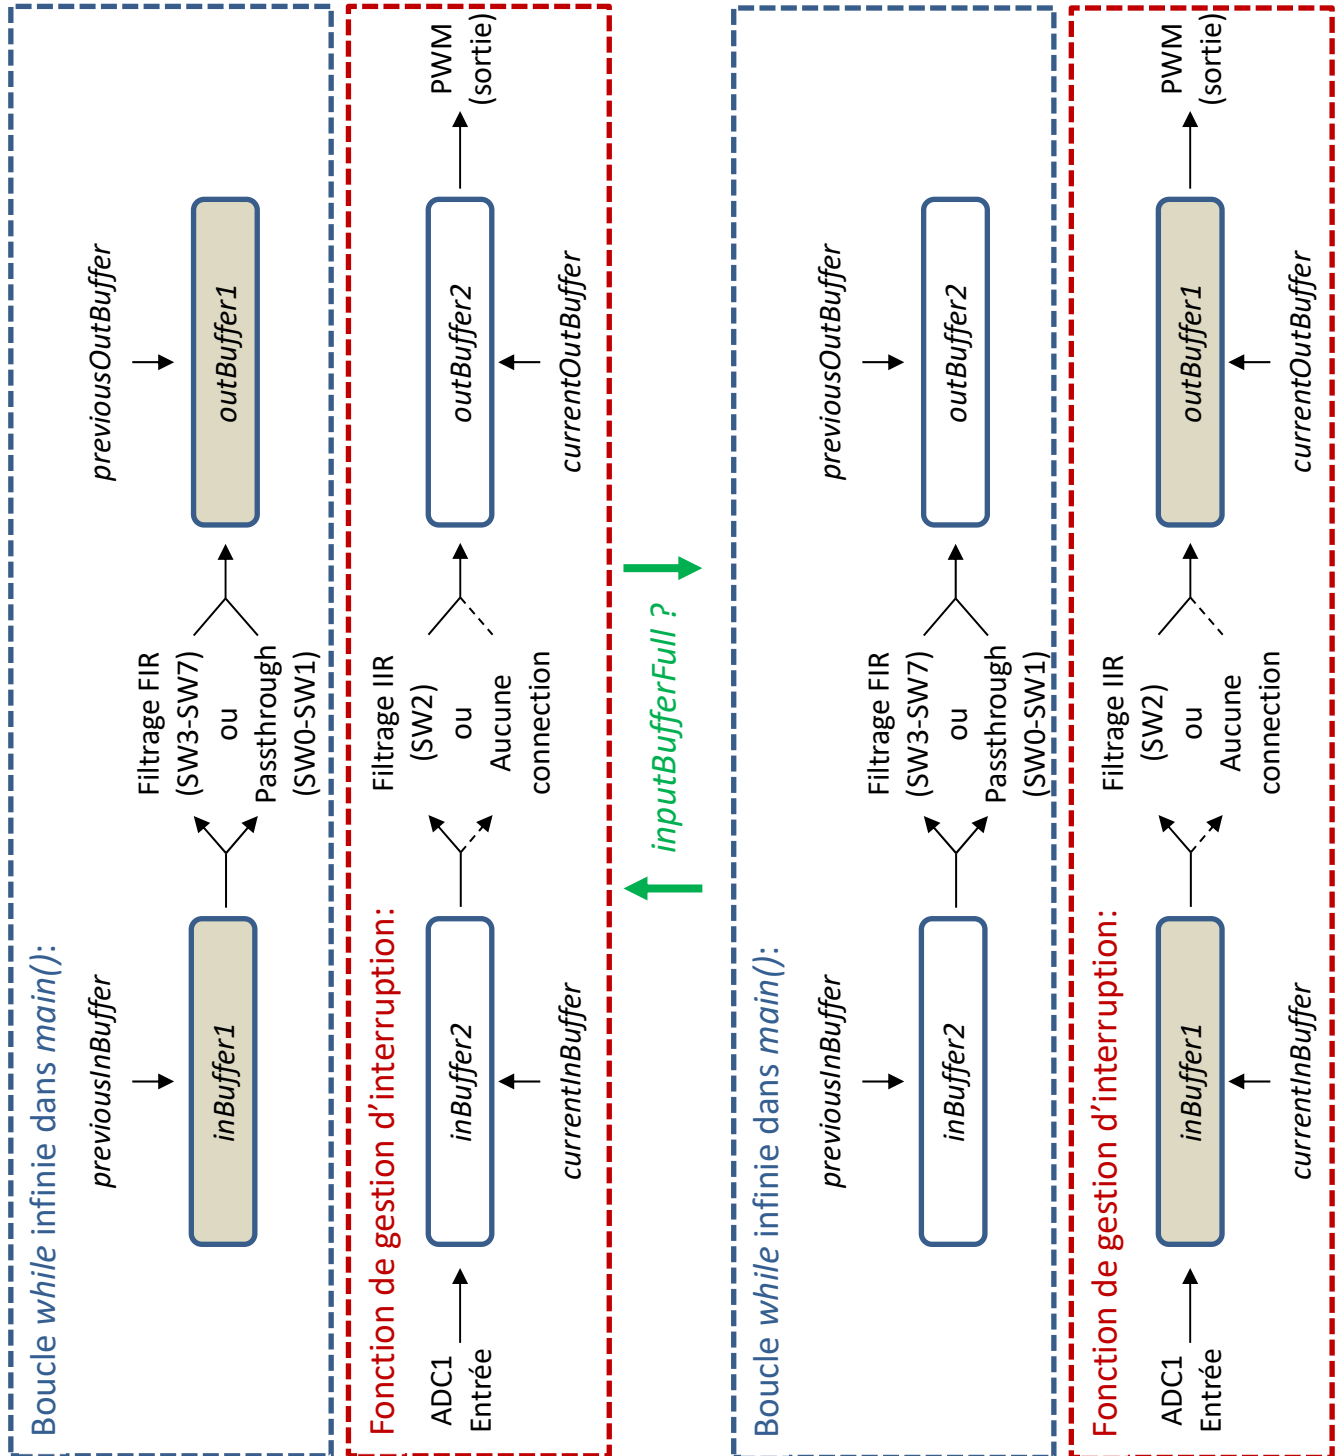 Boucle while infinie dans main():
previousInBuffer
inBuffer1
Filtrage FIR
(SW3-SW7)
ou
Passthrough
(SW0-SW1)
previousOutBuffer
outBuffer1
Fonction de gestion d'interruption:
ADC1
Entrée
inBuffer2
currentInBuffer
Filtrage IIR
(SW2)
ou
Aucune
connection
outBuffer2
currentOutBuffer
PWM
(sortie)
inputBufferFull ?
Boucle while infinie dans main():
previousInBuffer
inBuffer2
Filtrage FIR
(SW3-SW7)
ou
Passthrough
(SW0-SW1)
previousOutBuffer
outBuffer2
Fonction de gestion d'interruption:
ADC1
Entrée
inBuffer1
currentInBuffer
Filtrage IIR
(SW2)
ou
Aucune
connection
outBuffer1
currentOutBuffer
PWM
(sortie)